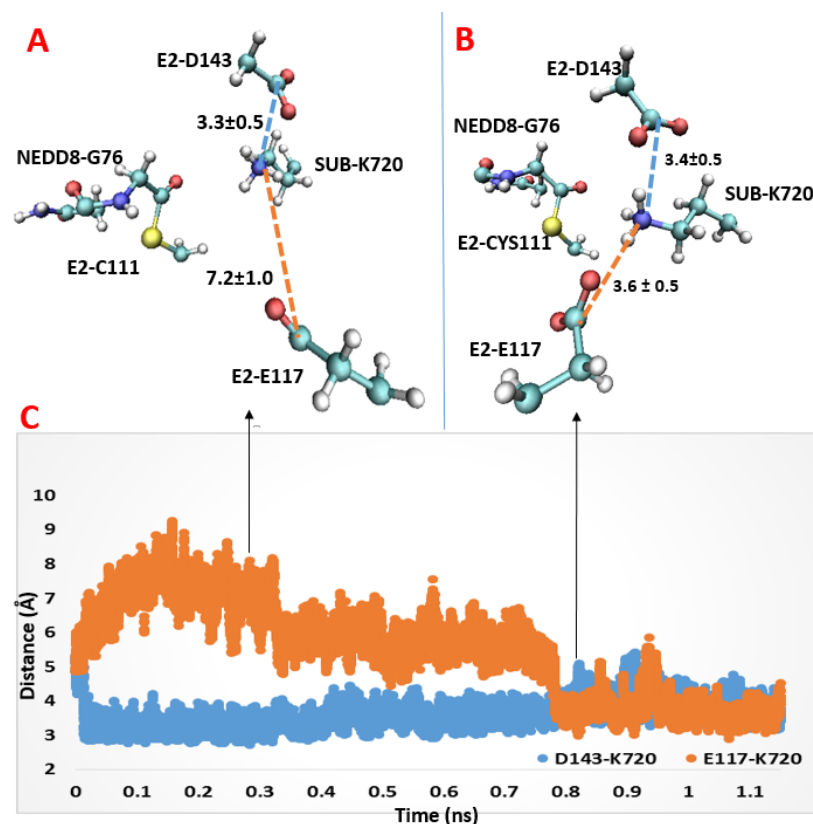 A
E2-D143
3.3±0.5
NEDD8-G76
SUB-K720
E2-C111
7.2±1.0
E2-E117
B
E2-D143
NEDD8-G76
3.4±0.5
SUB-K720
E2-CYS111
3.6 ± 0.5
E2-E117
C
Distance (Å)
10
9
8
7
6
5
4
3
2
D143-K720
E117-K720
0 0.1 0.2 0.3 0.4 0.5 0.6 0.7 0.8 0.9 1 1.1
Time (ns)